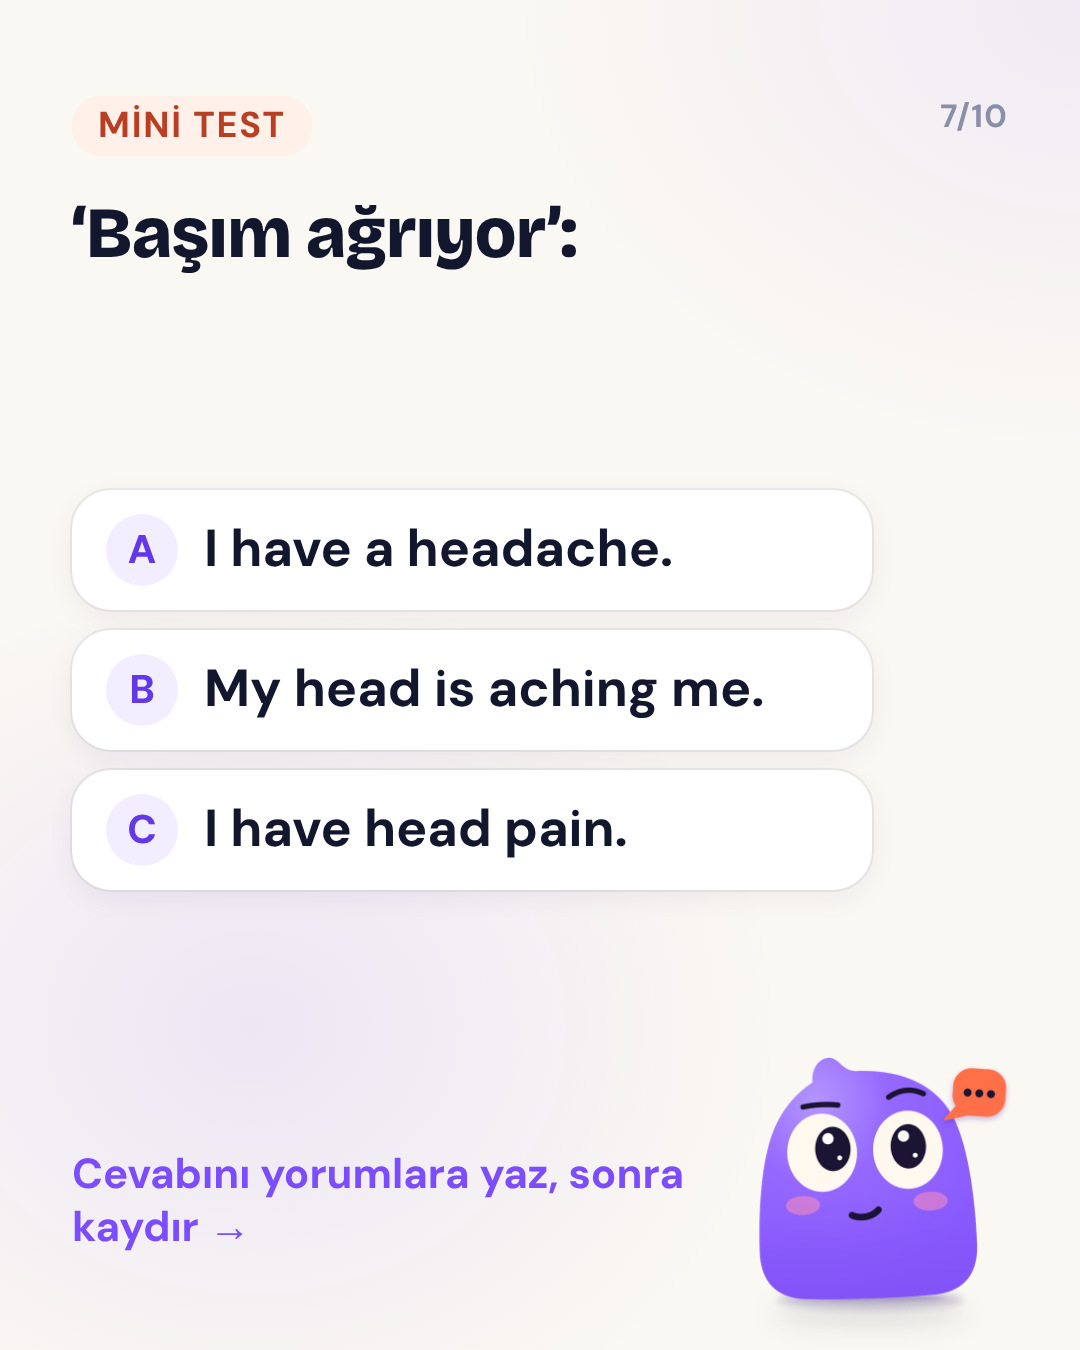 MİNİ TEST
7/10
‘Başım ağrıyor’:
A I have a headache.
B My head is aching me.
C I have head pain.
Cevabını yorumlara yaz, sonra
kaydır →